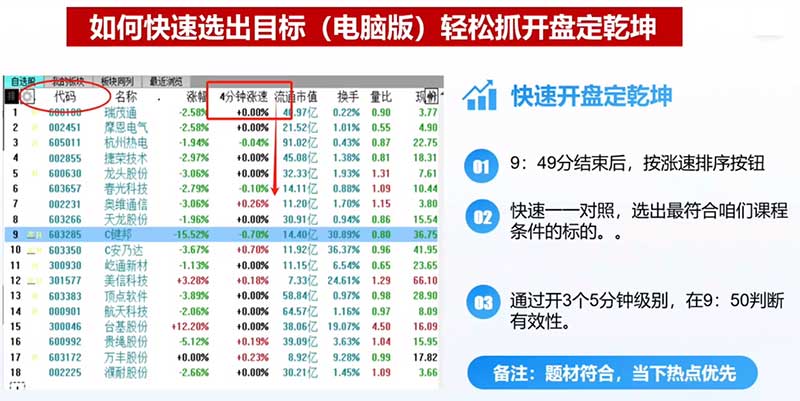 如何快速选出目标（电脑版）轻松抓开盘定乾坤
自选股 我的板块 板块同列 最近浏览
代码 名称 涨幅 4分钟涨速 流通市值 换手 量比 现价
1 600180 瑞茂通 -2.58% +0.00% 40.97亿 0.22% 0.90 3.77
2 002451 摩恩电气 -2.58% +0.00% 21.52亿 1.01% 0.55 4.90
3 605011 杭州热电 -1.94% -0.04% 91.02亿 0.43% 0.87 22.75
4 002855 捷荣技术 -2.97% +0.00% 45.08亿 1.38% 0.81 18.31
5 600630 龙头股份 -3.06% +0.00% 32.33亿 1.93% 1.31 7.61
6 603657 春光科技 -2.79% -0.10% 14.11亿 0.88% 1.09 10.44
7 002231 奥维通信 -3.06% +0.26% 11.20亿 1.70% 1.15 3.80
8 603266 天龙股份 -1.83% +0.00% 30.91亿 0.94% 0.86 15.54
9 603285 C键邦 -15.52% -0.70% 14.40亿 30.89% 0.80 36.75
10 603350 C安乃达 -3.67% +0.70% 11.92亿 36.37% 0.96 41.95
11 300930 屹通新材 -1.13% +0.00% 11.15亿 6.54% 0.65 23.65
12 301577 美信科技 +3.28% +0.18% 7.33亿 24.61% 1.29 66.10
13 603383 顶点软件 -3.89% +0.00% 58.84亿 0.97% 0.98 28.90
14 002901 航天科技 -2.06% +0.00% 64.57亿 1.16% 0.97 8.09
15 300046 台基股份 +12.20% +0.00% 38.06亿 19.07% 4.50 16.09
16 600992 贵绳股份 -5.12% +0.19% 39.09亿 3.63% 1.04 15.95
17 603172 万丰股份 +0.00% +0.23% 8.92亿 9.28% 0.99 17.82
18 002225 濮耐股份 -2.66% +0.00% 30.21亿 1.45% 1.09 3.66
快速开盘定乾坤
01 9：49分结束后，按涨速排序按钮
02 快速一一对照，选出最符合咱们课程
条件的标的。。
03 通过开3个5分钟级别，在9：50判断
有效性。
备注：题材符合，当下热点优先